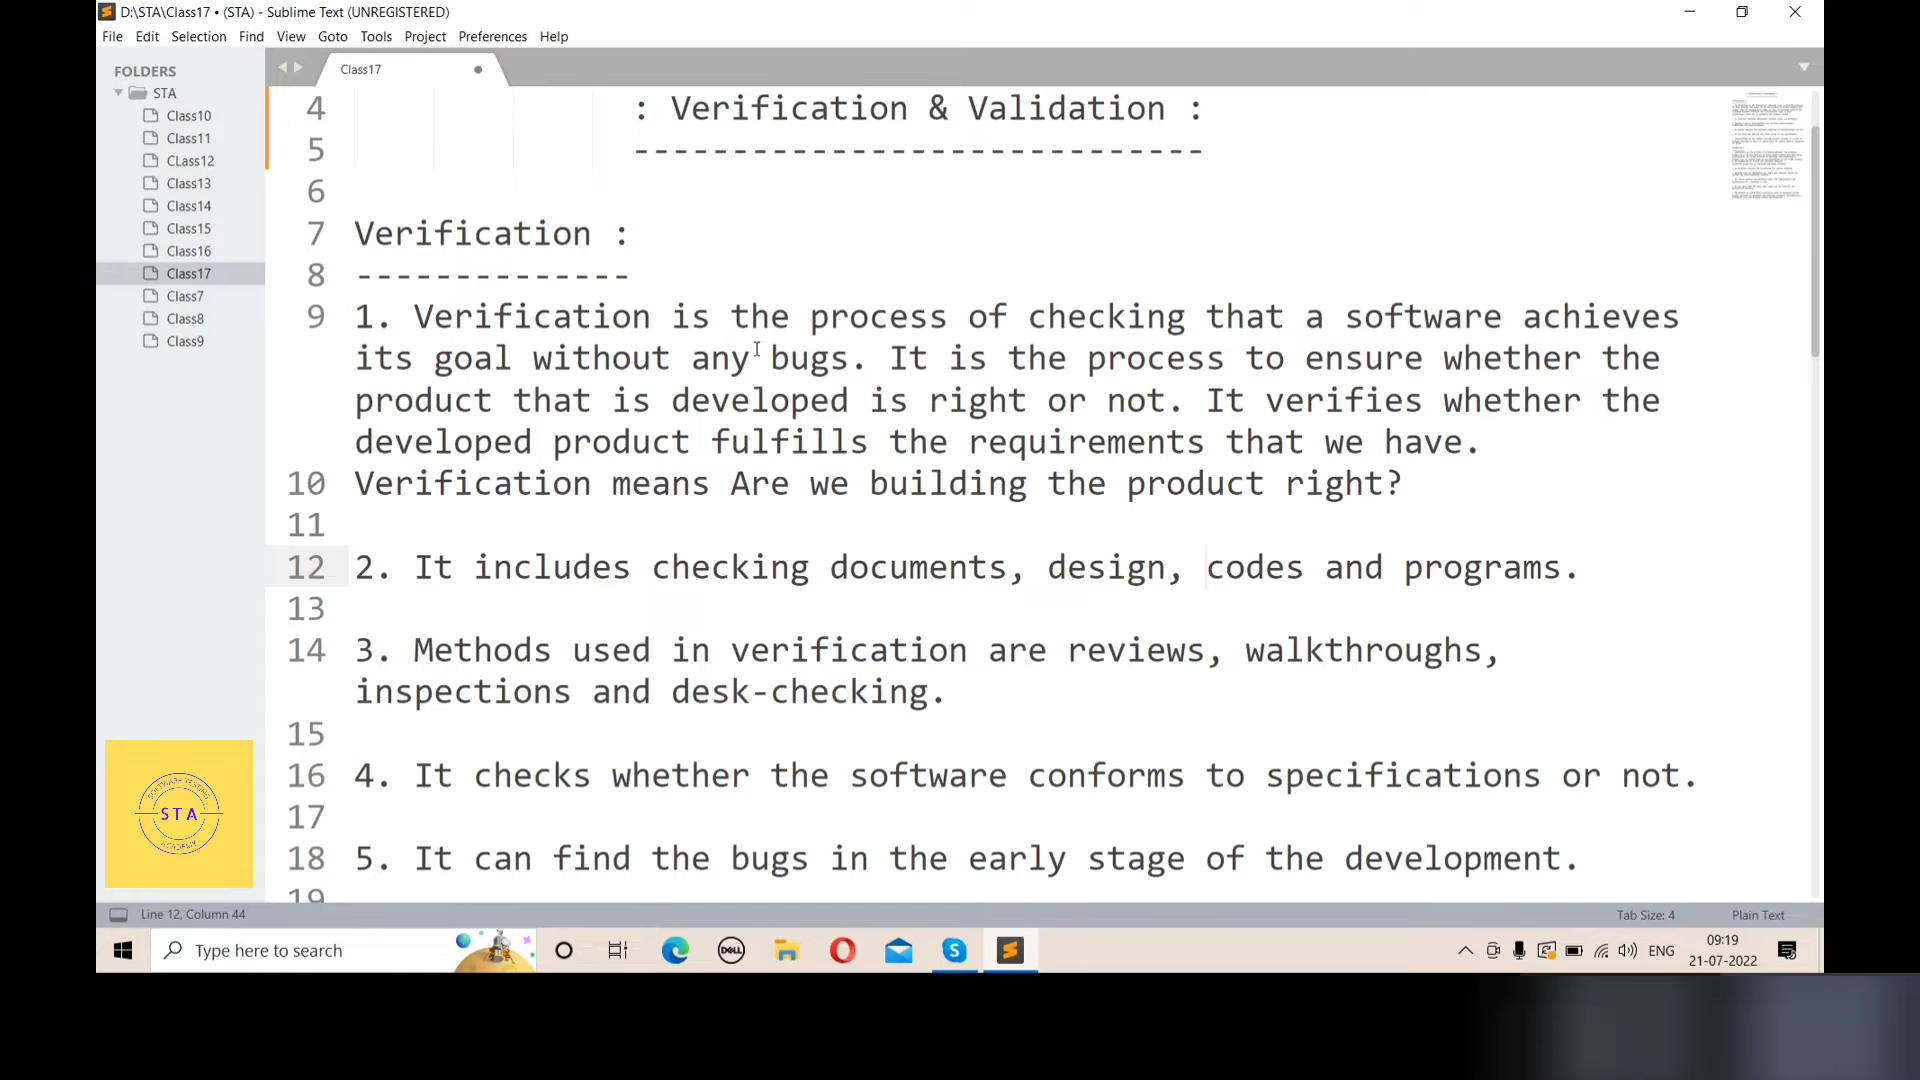 D:\STA\Class17 • (STA) - Sublime Text (UNREGISTERED)
File Edit Selection Find View Goto Tools Project Preferences Help
FOLDERS
STA
Class10
Class11
CLass12
Class13
Class14
Class15
Class16
Class17
Class7
Class8
Class9
Class17
4 : Verification & Validation :
5 -----------------------------
6
7 Verification :
8 --------------
9 1. Verification is the process of checking that a software achieves
its goal without any bugs. It is the process to ensure whether the
product that is developed is right or not. It verifies whether the
developed product fulfills the requirements that we have.
10 Verification means Are we building the product right?
11
12 2. It includes checking documents, design, codes and programs.
13
14 3. Methods used in verification are reviews, walkthroughs,
inspections and desk-checking.
15
16 4. It checks whether the software conforms to specifications or not.
17
18 5. It can find the bugs in the early stage of the development.
19
SOFTWARE TESTING
STA
ACADEMY
Line 12, Column 44
Tab Size: 4
Plain Text
Type here to search
DELL
S
ENG
09:19
21-07-2022